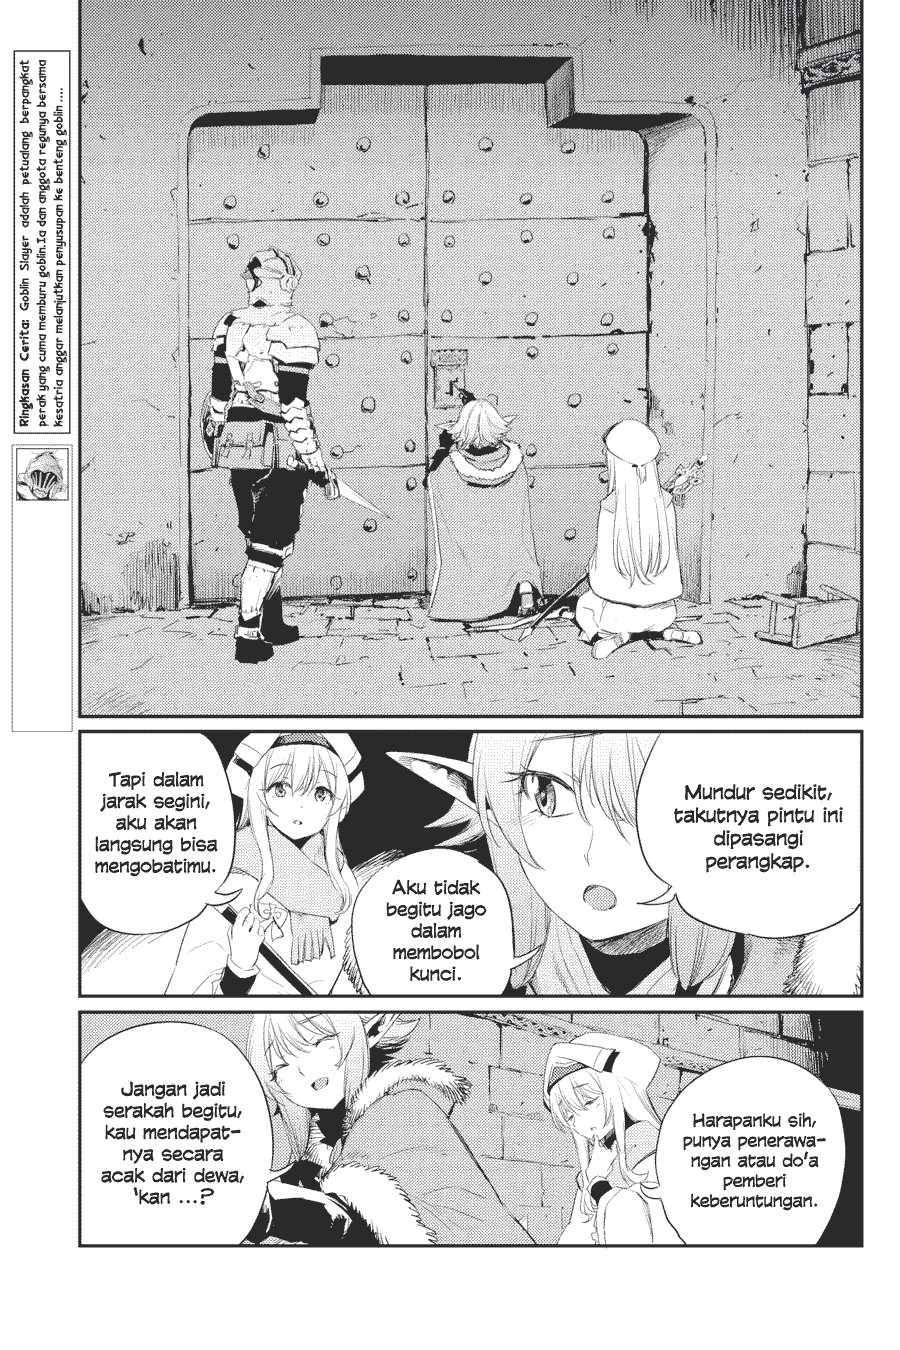 Ringkasan Cerita: Goblin Slayer adalah petualang berpangkat
perak yang cuma memburu goblin.Ia dan anggota regunya bersama
kesatria anggar melanjutkan penyusupan ke benteng goblin ....
Mundur sedikit,
takutnya pintu ini
dipasangi
perangkap.
Aku tidak
begitu jago
dalam
membobol
kunci.
Tapi dalam
jarak segini,
aku akan
langsung bisa
mengobatimu.
Harapanku sih,
punya penerawa-
ngan atau do'a
pemberi
keberuntungan.
Jangan jadi
serakah begitu,
kau mendapat-
nya secara
acak dari dewa,
'kan ...?